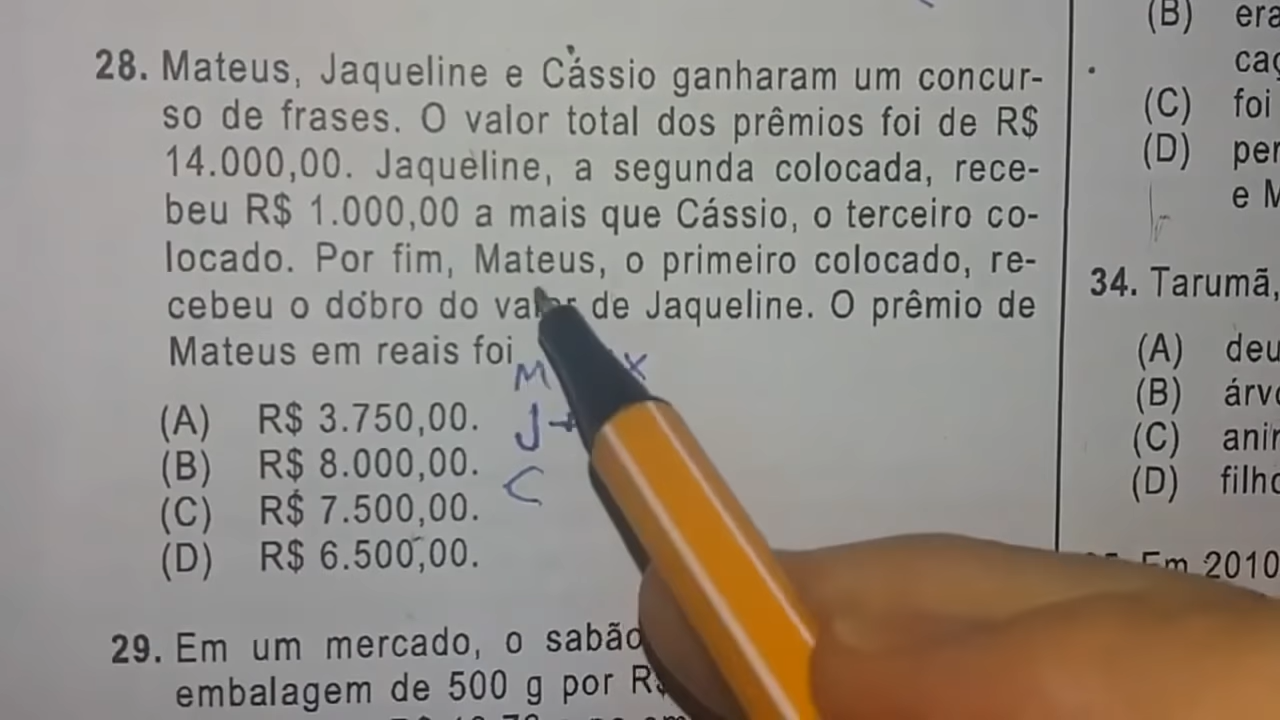 28. Mateus, Jaqueline e Cássio ganharam um concur-
so de frases. O valor total dos prêmios foi de R$
14.000,00. Jaqueline, a segunda colocada, rece-
beu R$ 1.000,00 a mais que Cássio, o terceiro co-
locado. Por fim, Mateus, o primeiro colocado, re-
cebeu o dobro do valor de Jaqueline. O prêmio de
Mateus em reais foi
M x
J
C
(A) R$ 3.750,00.
(B) R$ 8.000,00.
(C) R$ 7.500,00.
(D) R$ 6.500,00.
29. Em um mercado, o sabão
embalagem de 500 g por
(B)
(C) foi
(D)
e
34. Tarumã,
(A)
(B)
(C)
(D)
Em 2010